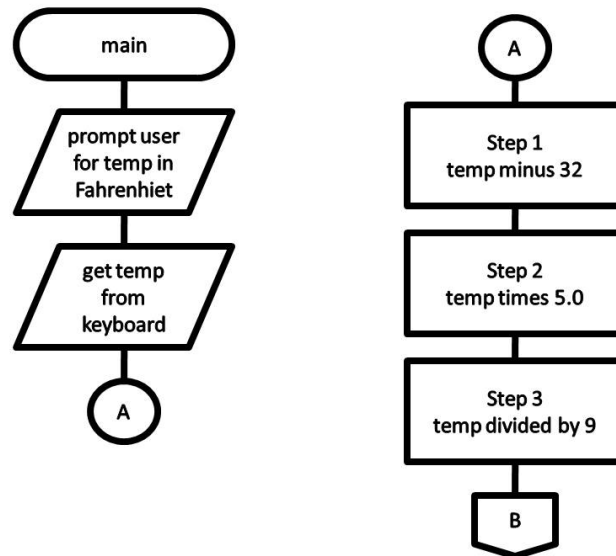 main
prompt user
for temp in
Fahrenhiet
get temp
from
keyboard
A
A
Step 1
temp minus 32
Step 2
temp times 5.0
Step 3
temp divided by 9
B